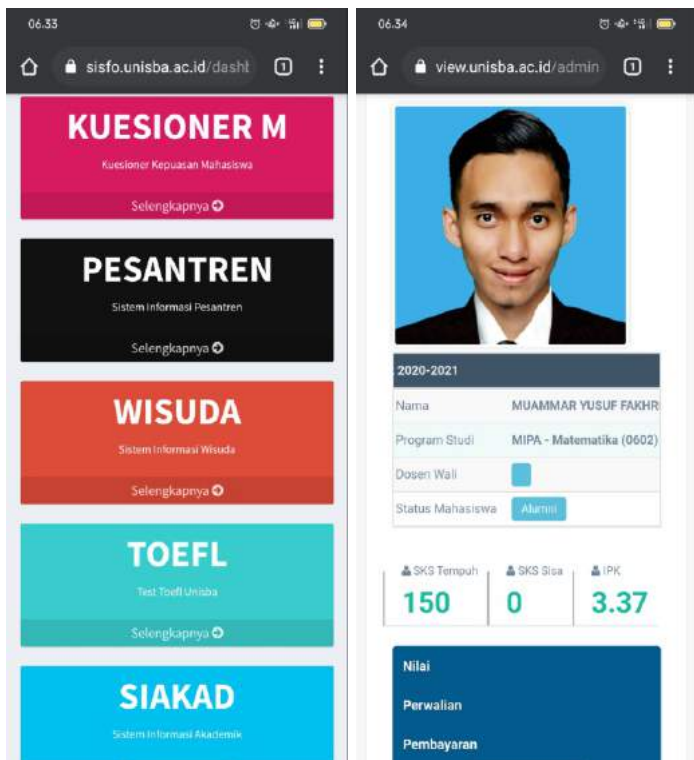 06.33
sisfo.unisba.ac.id/dashb
1
KUESIONER M
Kuesioner Kepuasan Mahasiswa
Selengkapnya
PESANTREN
Sistem Informasi Pesantren
Selengkapnya
WISUDA
Sistem Informasi Wisuda
Selengkapnya
TOEFL
Test Toefl Unisba
Selengkapnya
SIAKAD
Sistem Informasi Akademik
06.34
view.unisba.ac.id/admin
1
2020-2021
Nama MUAMMAR YUSUF FAKHR
Program Studi MIPA - Matematika (0602)
Dosen Wali
Status Mahasiswa Alumni
SKS Tempuh SKS Sisa IPK
150 0 3.37
Nilai
Perwalian
Pembayaran